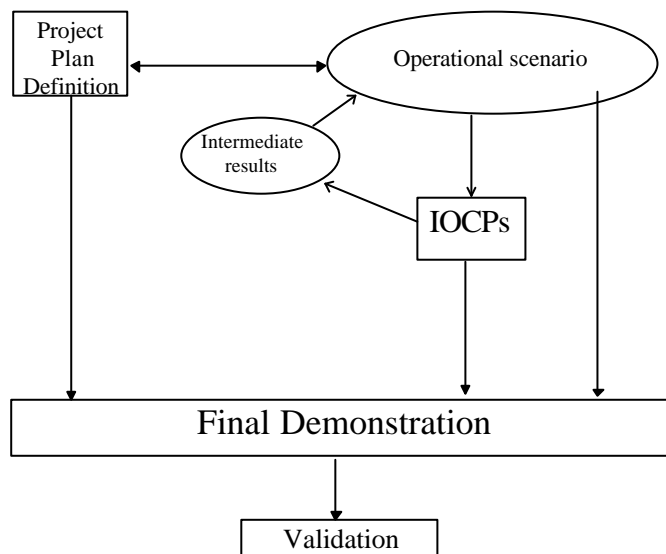 Project
Plan
Definition
Operational scenario
Intermediate
results
IOCPs
Final Demonstration
Validation